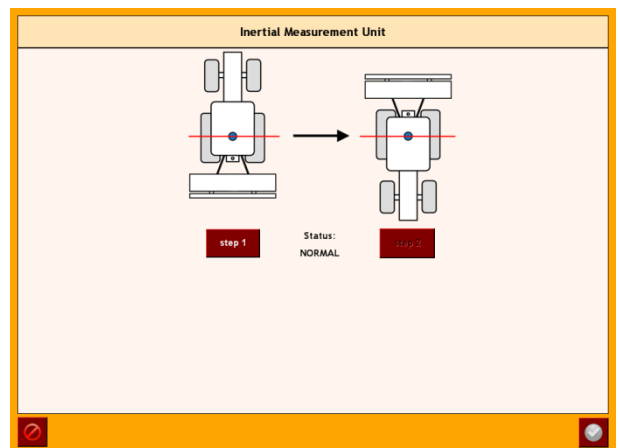 Inertial Measurement Unit
step 1
Status:
NORMAL
step 2